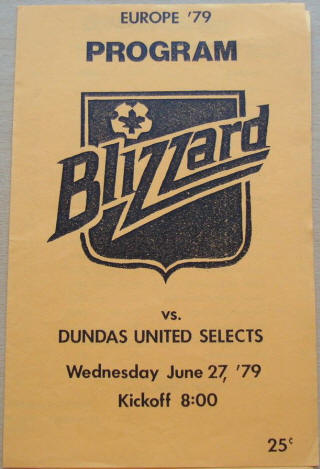 EUROPE '79
PROGRAM
Blizzard
vs.
DUNDAS UNITED SELECTS
Wednesday June 27, '79
Kickoff 8:00
25¢